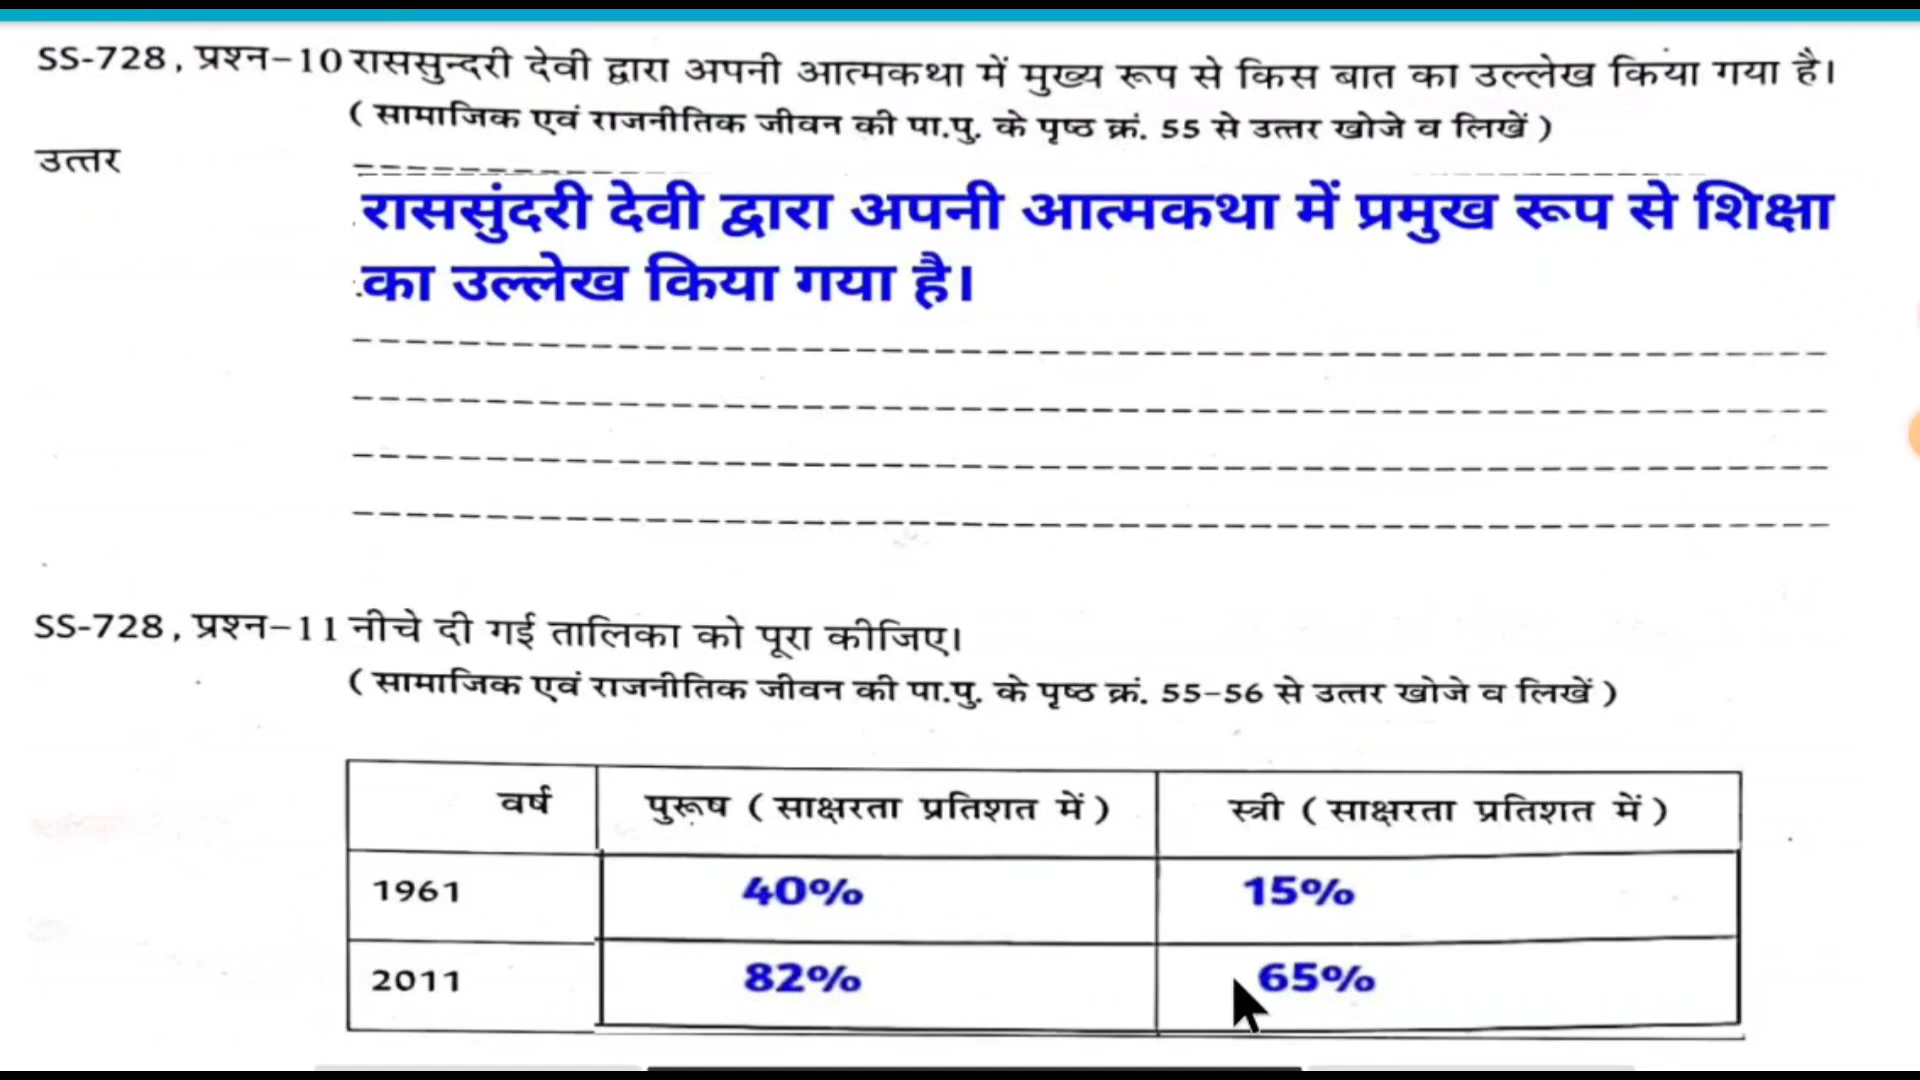 SS-728, प्रश्न-10 राससुन्दरी देवी द्वारा अपनी आत्मकथा में मुख्य रूप से किस बात का उल्लेख किया गया है।
( सामाजिक एवं राजनीतिक जीवन की पा.पु. के पृष्ठ क्रं. 55 से उत्तर खोजे व लिखें )
उत्तर
राससुंदरी देवी द्वारा अपनी आत्मकथा में प्रमुख रूप से शिक्षा
का उल्लेख किया गया है।
SS-728, प्रश्न-11 नीचे दी गई तालिका को पूरा कीजिए।
( सामाजिक एवं राजनीतिक जीवन की पा.पु. के पृष्ठ क्रं. 55-56 से उत्तर खोजे व लिखें )
वर्ष पुरूष ( साक्षरता प्रतिशत में ) स्त्री ( साक्षरता प्रतिशत में )
1961 40% 15%
2011 82% 65%